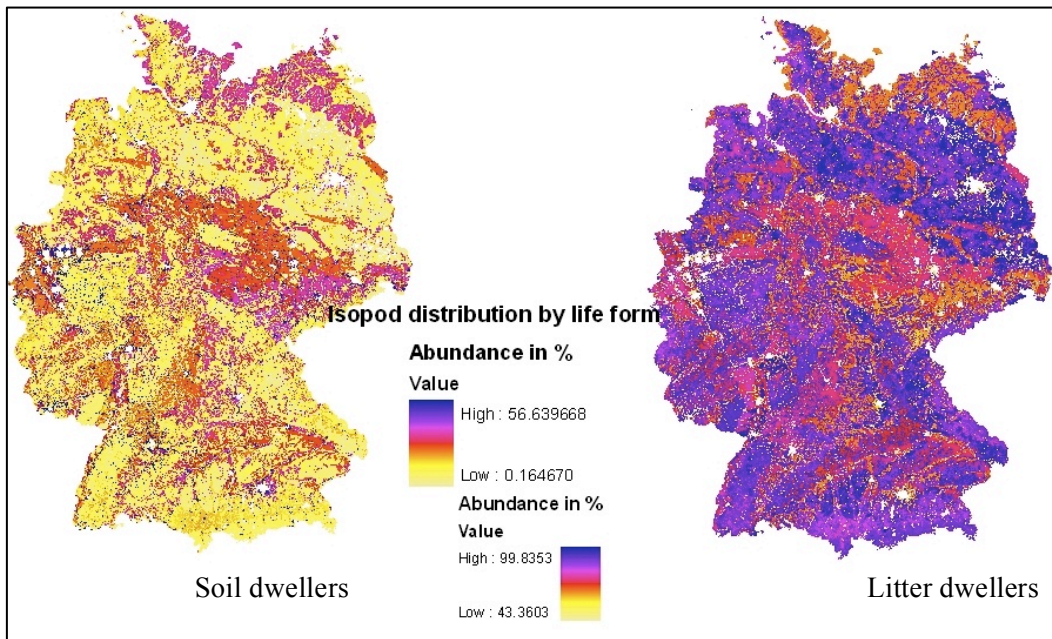 Isopod distribution by life form
Abundance in %
Value
High : 56.639668
Low : 0.164670
Abundance in %
Value
High : 99.8353
Low : 43.3603
Soil dwellers
Litter dwellers